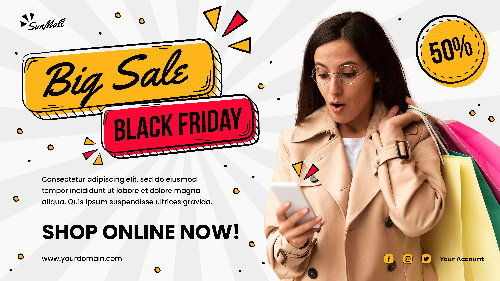 SunMall
50%
Big Sale
BLACK FRIDAY
Consectetur adipiscing elit, sed do eiusmod
tempor incididunt ut labore et dolore magna
aliqua. Quis ipsum suspendisse ultrices gravida.
SHOP ONLINE NOW!
www.yourdomain.com
Your Account